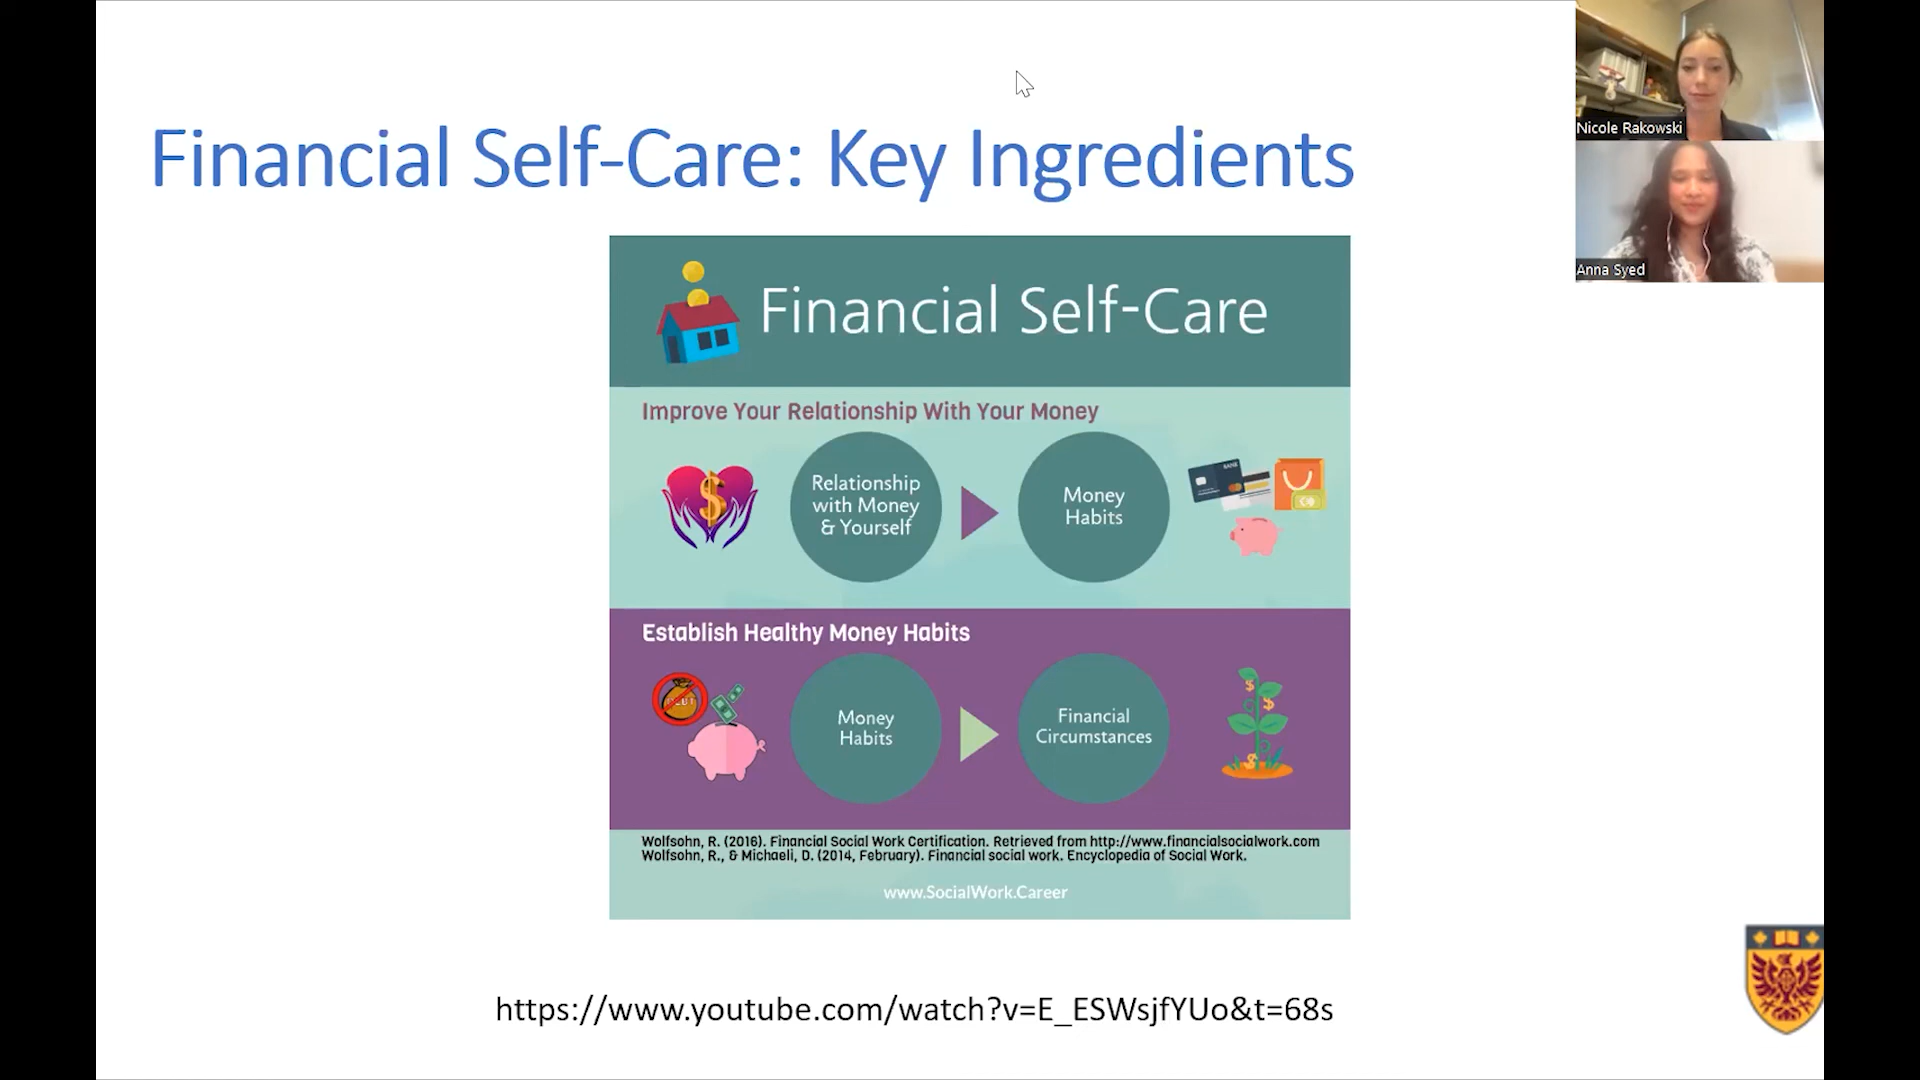 Financial Self-Care: Key Ingredients
Nicole Rakowski
Anna Syed
Financial Self-Care
Improve Your Relationship With Your Money
Relationship
with Money
& Yourself
Money
Habits
BANK
Establish Healthy Money Habits
DEBT
Money
Habits
Financial
Circumstances
Wolfsohn, R. (2016). Financial Social Work Certification. Retrieved from http://www.financialsocialwork.com
Wolfsohn, R., & Michaeli, D. (2014, February). Financial social work. Encyclopedia of Social Work.
www.SocialWork.Career
https://www.youtube.com/watch?v=E_ESWsjfYUo&t=68s